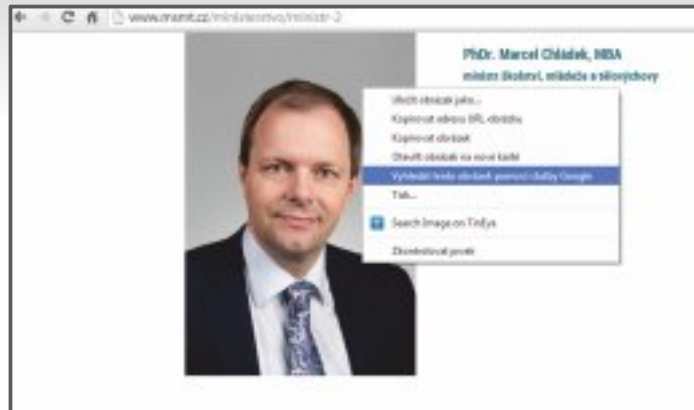 www.msmt.cz/ministerstvo/ministr-2
PhDr. Marcel Chládek, MBA
ministr školství, mládeže a tělovýchovy
Uložit obrázek jako...
Kopírovat adresu URL obrázku
Kopírovat obrázek
Otevřít obrázek na nové kartě
Vyhledat tento obrázek pomocí služby Google
Tisk...
Search Image on TinEye
Zkontrolovat prvek